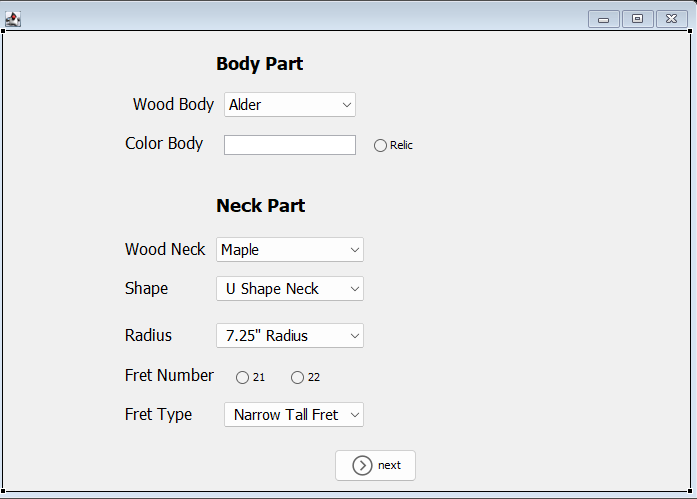 Body Part
Wood Body Alder
Color Body Relic
Neck Part
Wood Neck Maple
Shape U Shape Neck
Radius 7.25" Radius
Fret Number 21 22
Fret Type Narrow Tall Fret
next